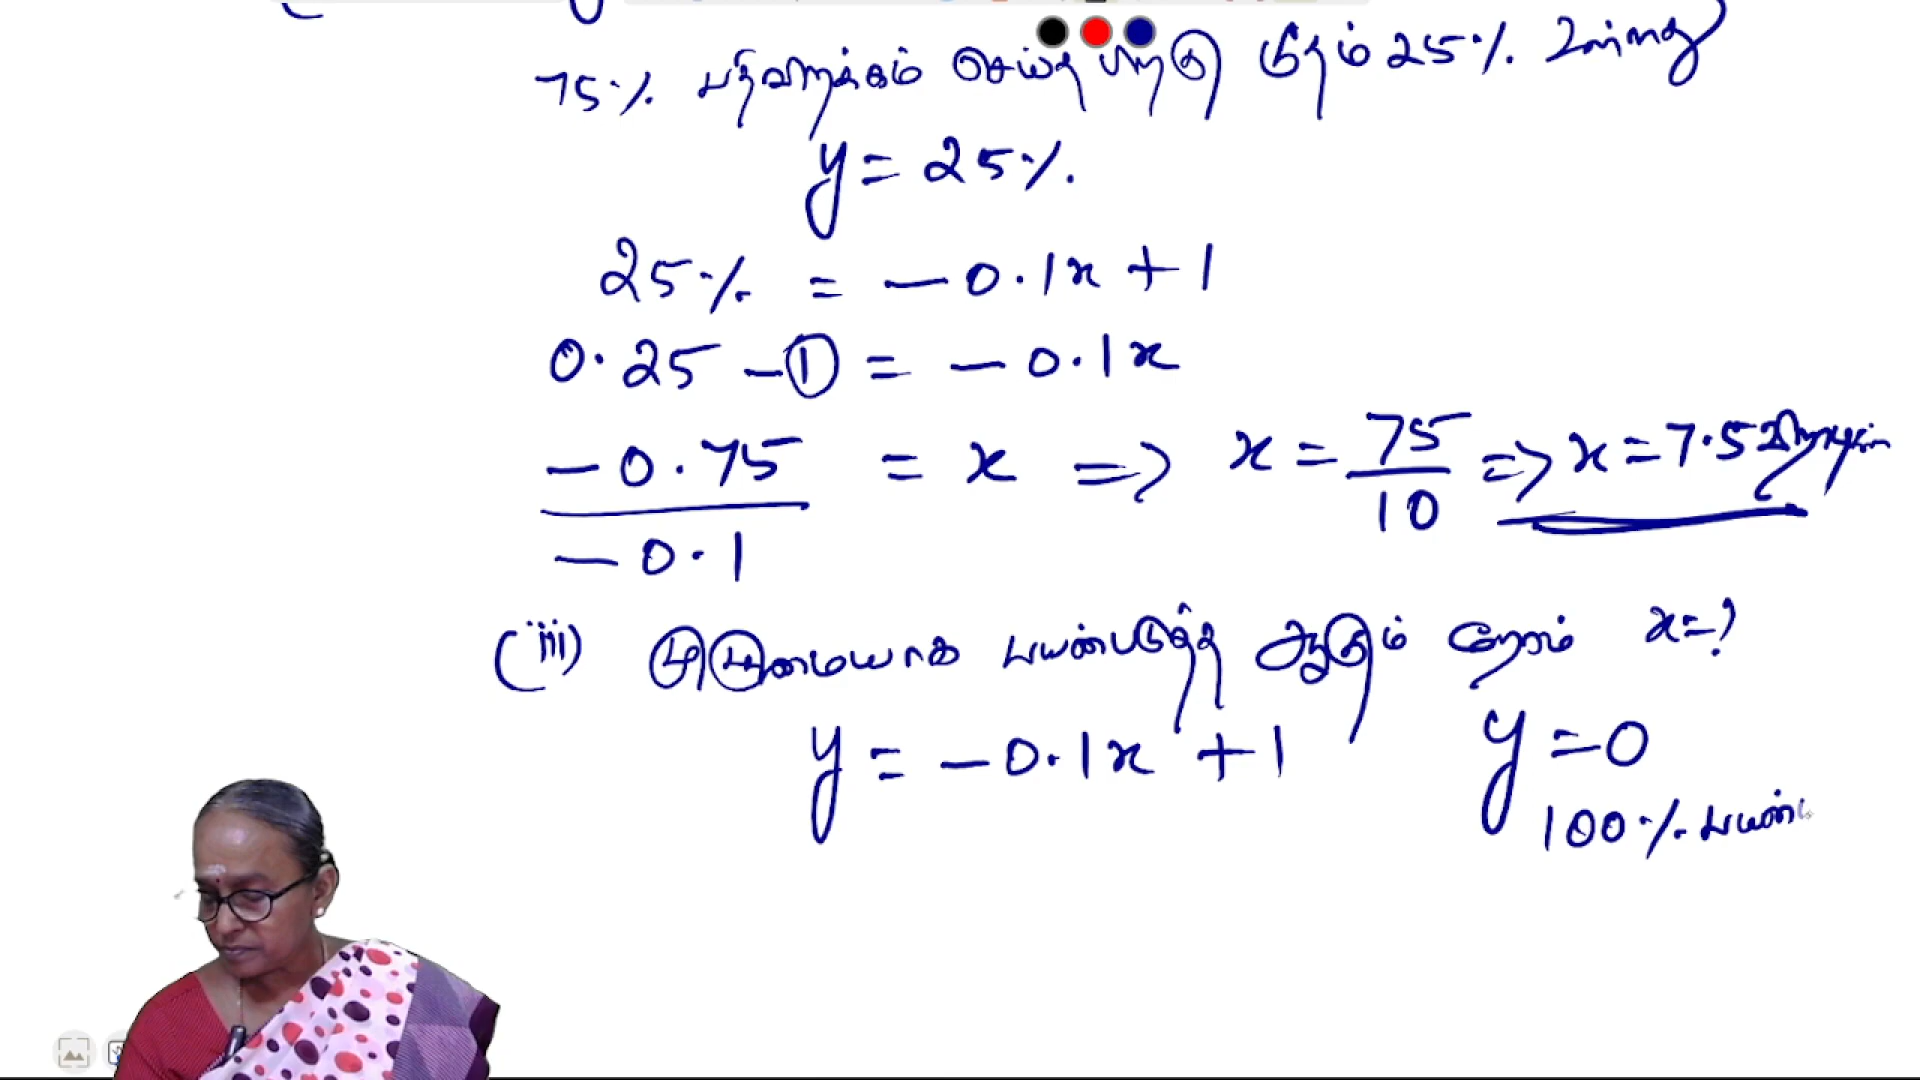 75% பதிவிறக்கம் செய்த பிறகு மீதம் 25% உள்ளது
y = 25%
25% = -0.1x + 1
0.25 - 1 = -0.1x
-0.75 / -0.1 = x => x = 75/10 => x = 7.5
(iii) முழுமையாக பயன்படுத்த ஆகும் நேரம் x=?
y = -0.1x + 1 y = 0
100%